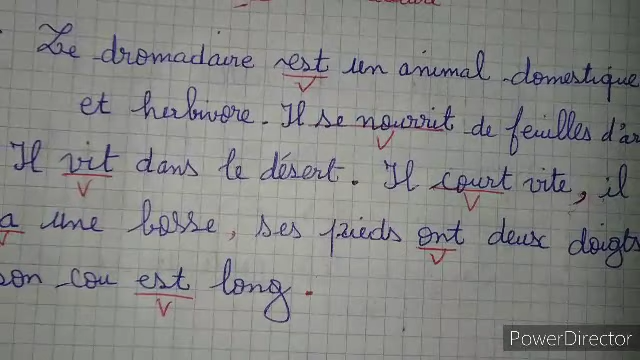 Le dromadaire est un animal domestique
V
et herbivore. Il se nourrit de feuilles d'ar
V
Il vit dans le désert. Il court vite, il
V V
a une bosse, ses pieds ont deux doigts
V V
son cou est long.
V
PowerDirector